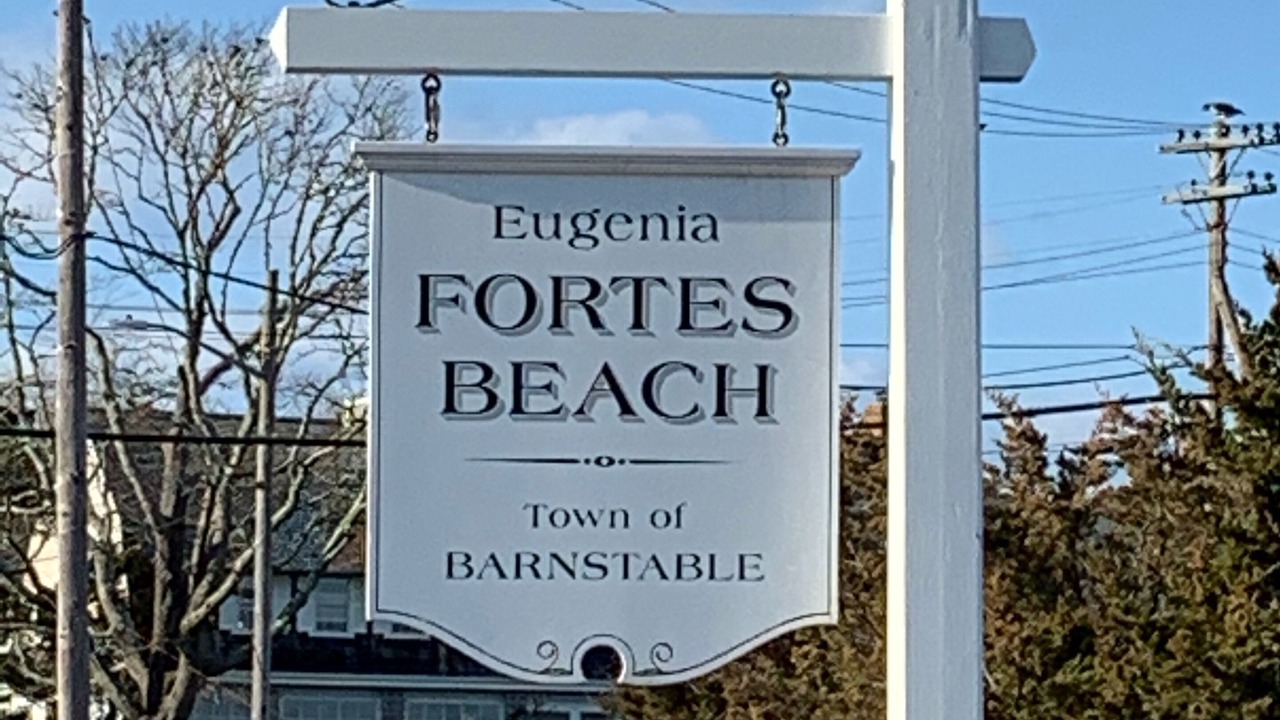 Eugenia
FORTES
BEACH
Town of
BARNSTABLE